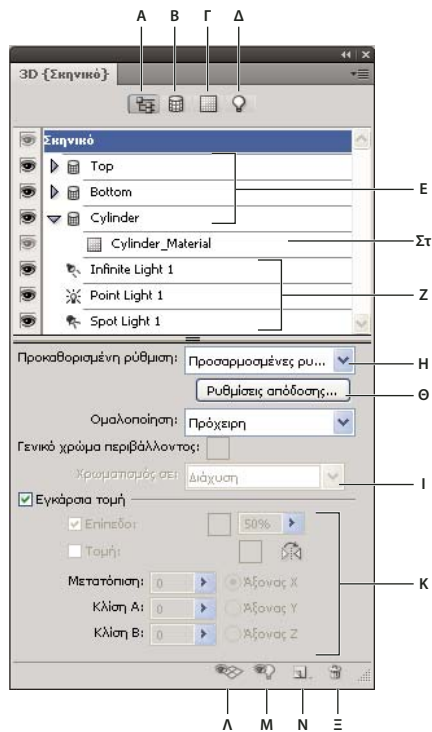 Α Β Γ Δ
3D {Σκηνικό}
Σκηνικό
Top
Bottom
Ε
Cylinder
Cylinder_Material
Στ
Infinite Light 1
Point Light 1
Ζ
Spot Light 1
Προκαθορισμένη ρύθμιση: Προσαρμοσμένες ρυ... Η
Ρυθμίσεις απόδοσης... Θ
Ομαλοποίηση: Πρόχειρη
Γενικό χρώμα περιβάλλοντος:
Χρωματισμός σε: Διάχυση Ι
Εγκάρσια τομή
Επίπεδο: 50%
Τομή:
Μετατόπιση: 0 Άξονας X Κ
Κλίση Α: 0 Άξονας Y
Κλίση Β: 0 Άξονας Z
Λ Μ Ν Ξ